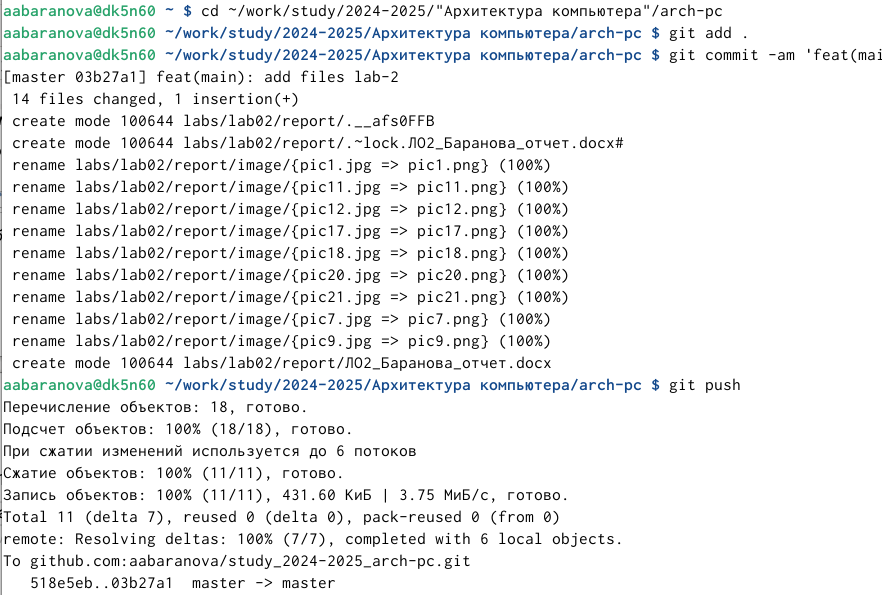 aabaranova@dk5n60 ~ $ cd ~/work/study/2024-2025/"Архитектура компьютера"/arch-pc
aabaranova@dk5n60 ~/work/study/2024-2025/Архитектура компьютера/arch-pc $ git add .
aabaranova@dk5n60 ~/work/study/2024-2025/Архитектура компьютера/arch-pc $ git commit -am 'feat(mai
[master 03b27a1] feat(main): add files lab-2
 14 files changed, 1 insertion(+)
 create mode 100644 labs/lab02/report/.__afs0FFB
 create mode 100644 labs/lab02/report/.~lock.ЛО2_Баранова_отчет.docx#
 rename labs/lab02/report/image/{pic1.jpg => pic1.png} (100%)
 rename labs/lab02/report/image/{pic11.jpg => pic11.png} (100%)
 rename labs/lab02/report/image/{pic12.jpg => pic12.png} (100%)
 rename labs/lab02/report/image/{pic17.jpg => pic17.png} (100%)
 rename labs/lab02/report/image/{pic18.jpg => pic18.png} (100%)
 rename labs/lab02/report/image/{pic20.jpg => pic20.png} (100%)
 rename labs/lab02/report/image/{pic21.jpg => pic21.png} (100%)
 rename labs/lab02/report/image/{pic7.jpg => pic7.png} (100%)
 rename labs/lab02/report/image/{pic9.jpg => pic9.png} (100%)
 create mode 100644 labs/lab02/report/ЛО2_Баранова_отчет.docx
aabaranova@dk5n60 ~/work/study/2024-2025/Архитектура компьютера/arch-pc $ git push
Перечисление объектов: 18, готово.
Подсчет объектов: 100% (18/18), готово.
При сжатии изменений используется до 6 потоков
Сжатие объектов: 100% (11/11), готово.
Запись объектов: 100% (11/11), 431.60 КиБ | 3.75 МиБ/с, готово.
Total 11 (delta 7), reused 0 (delta 0), pack-reused 0 (from 0)
remote: Resolving deltas: 100% (7/7), completed with 6 local objects.
To github.com:aabaranova/study_2024-2025_arch-pc.git
   518e5eb..03b27a1  master -> master